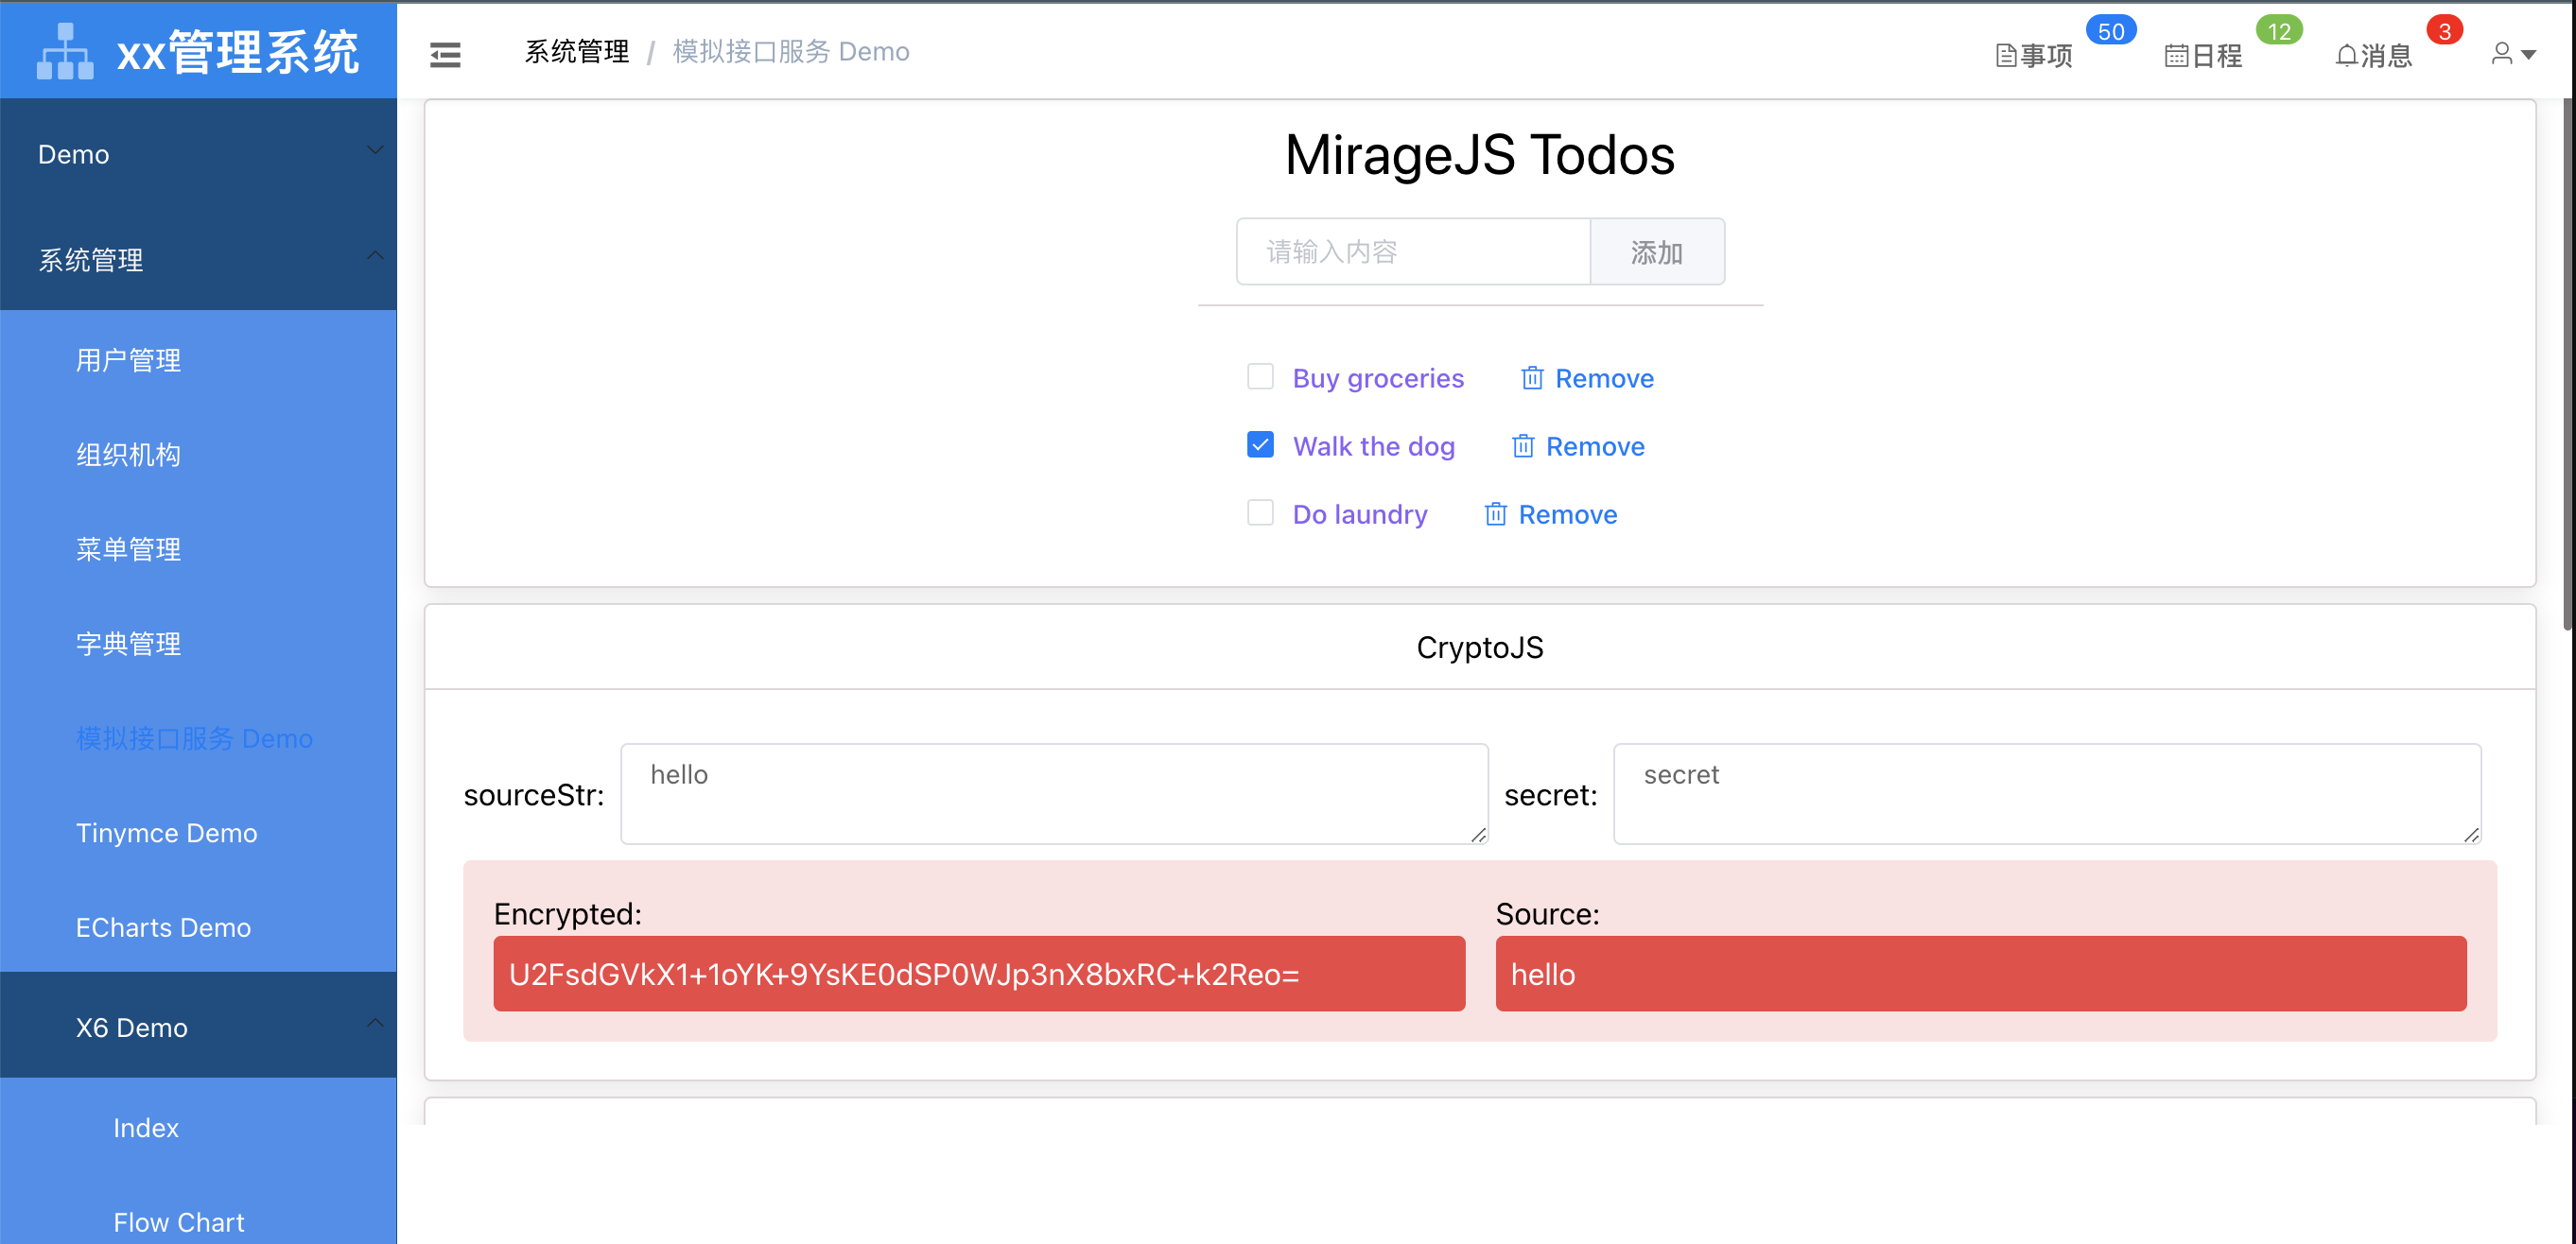 xx管理系统
系统管理 / 模拟接口服务 Demo
事项 50
日程 12
消息 3
Demo
系统管理
用户管理
组织机构
菜单管理
字典管理
模拟接口服务 Demo
Tinymce Demo
ECharts Demo
X6 Demo
Index
Flow Chart
MirageJS Todos
请输入内容 添加
Buy groceries Remove
Walk the dog Remove
Do laundry Remove
CryptoJS
sourceStr: hello secret: secret
Encrypted: Source:
U2FsdGVkX1+1oYK+9YsKE0dSP0WJp3nX8bxRC+k2Reo= hello